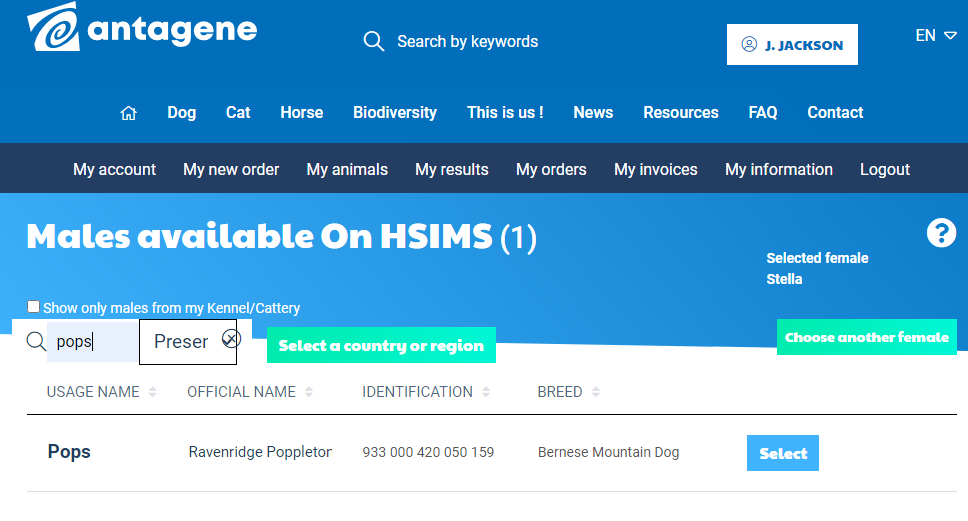 antagene
Search by keywords
J. JACKSON
EN
Dog Cat Horse Biodiversity This is us ! News Resources FAQ Contact
My account My new order My animals My results My orders My invoices My information Logout
Males available On HSIMS (1)
?
Selected female
Stella
Show only males from my Kennel/Cattery
pops Preser
Select a country or region
Choose another female
USAGE NAME OFFICIAL NAME IDENTIFICATION BREED
Pops Ravenridge Poppleton 933 000 420 050 159 Bernese Mountain Dog Select